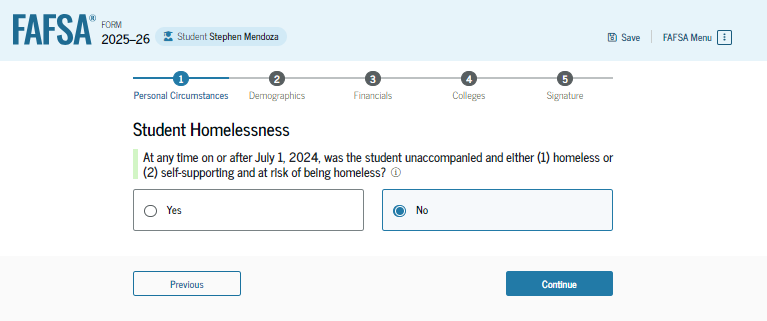 FAFSA®
FORM
2025–26
Student Stephen Mendoza
Save
FAFSA Menu
1
2
3
4
5
Personal Circumstances
Demographics
Financials
Colleges
Signature
Student Homelessness
At any time on or after July 1, 2024, was the student unaccompanied and either (1) homeless or
(2) self-supporting and at risk of being homeless?
Yes
No
Previous
Continue